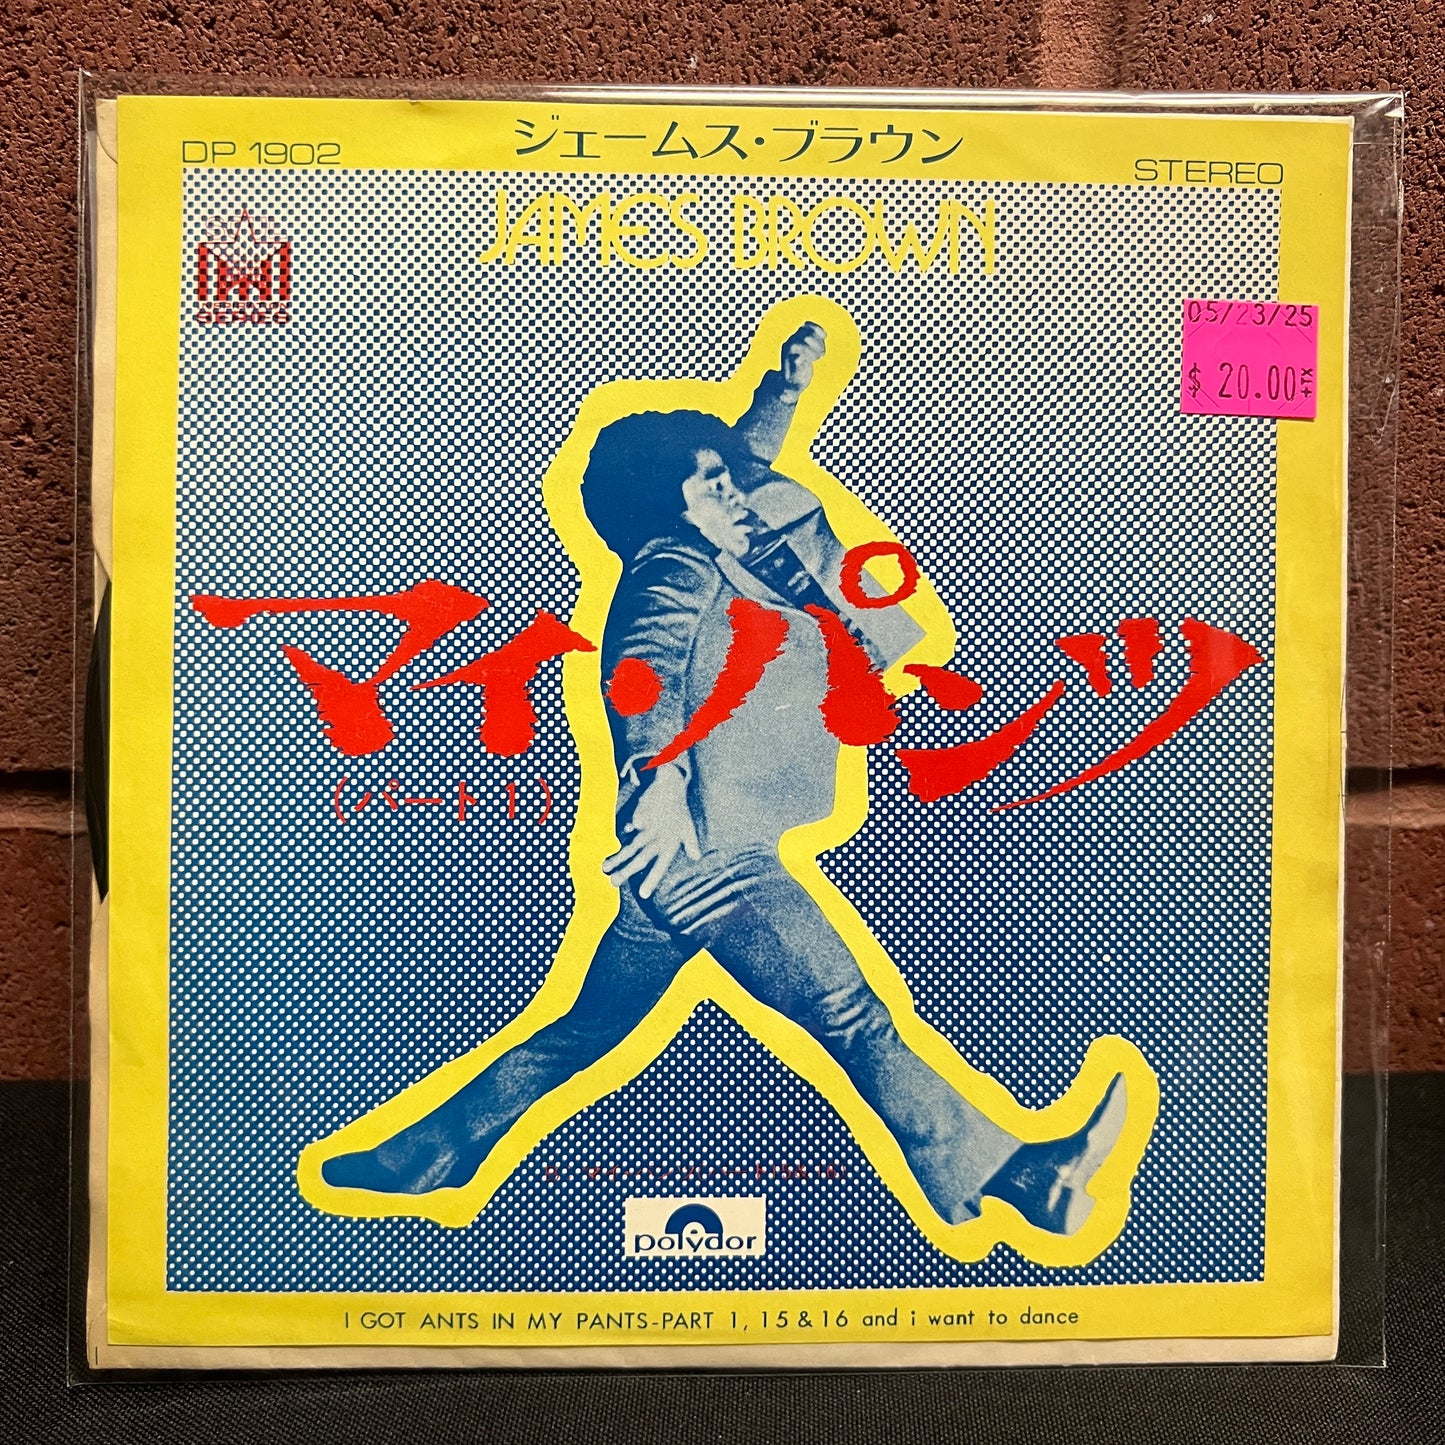 ジェームス・ブラウン
DP 1902
STEREO
JAMES BROWN
SERIES
05/23/25
$ 20.00 +TX
マイ・パンツ
(パート1)
polydor
I GOT ANTS IN MY PANTS-PART 1, 15 & 16 and i want to dance